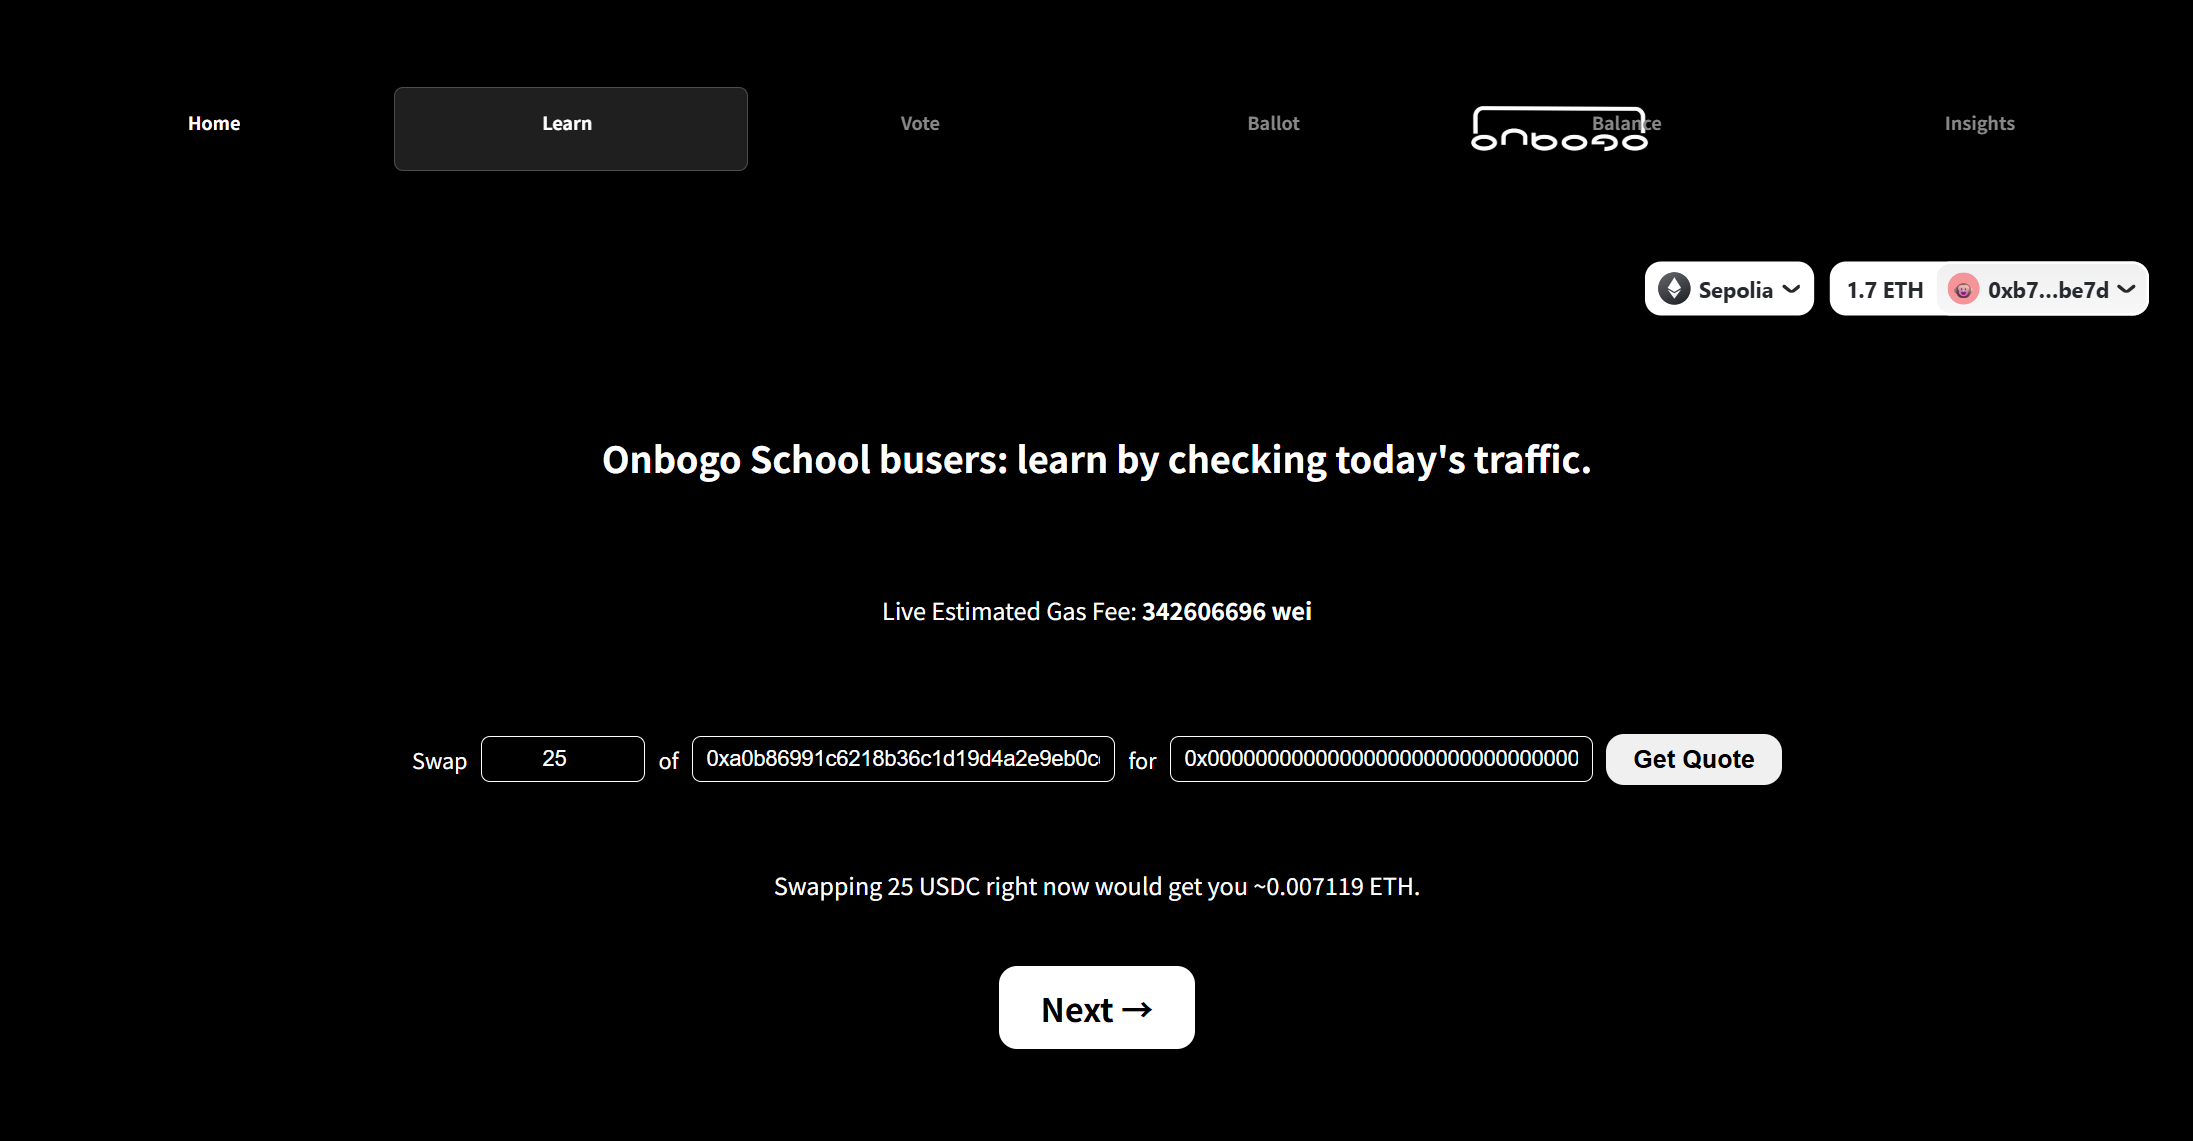 Home Learn Vote Ballot Balance Insights
onbogo
Sepolia 1.7 ETH 0xb7...be7d
Onbogo School busers: learn by checking today's traffic.
Live Estimated Gas Fee: 342606696 wei
Swap 25 of 0xa0b86991c6218b36c1d19d4a2e9eb0c for 0x000000000000000000000000000000000 Get Quote
Swapping 25 USDC right now would get you ~0.007119 ETH.
Next →